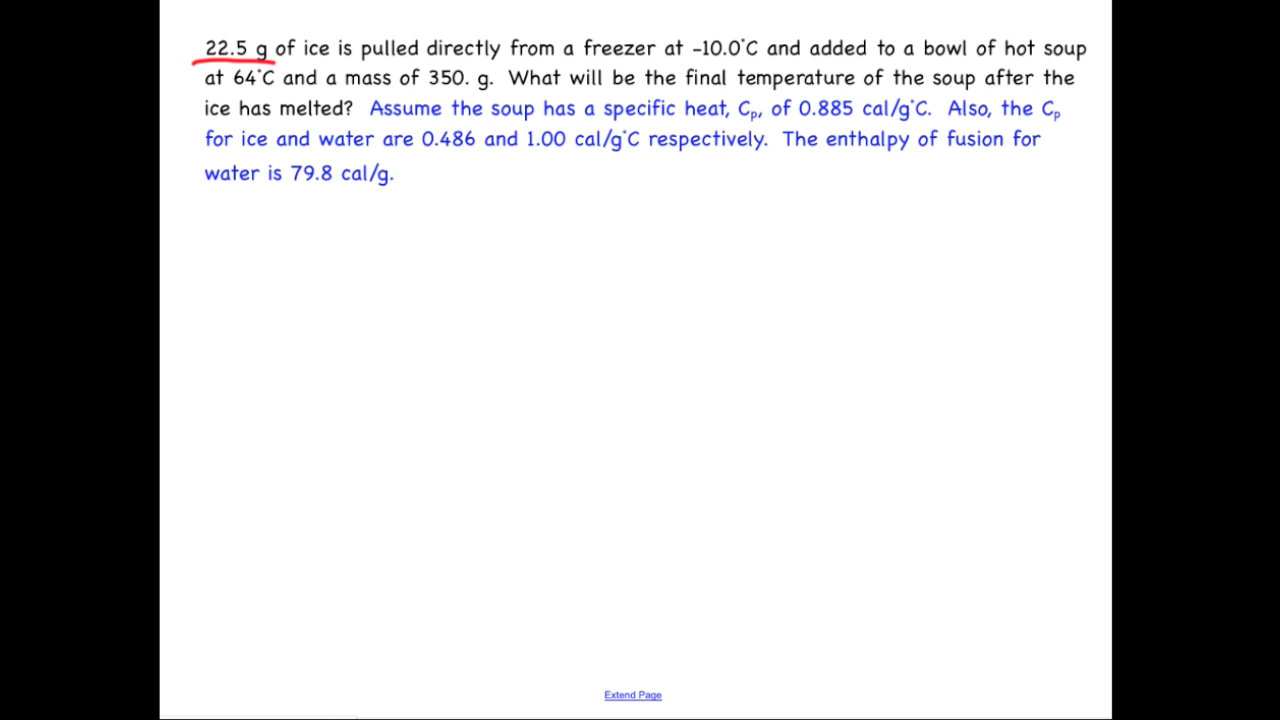 22.5 g of ice is pulled directly from a freezer at -10.0°C and added to a bowl of hot soup
at 64°C and a mass of 350. g. What will be the final temperature of the soup after the
ice has melted? Assume the soup has a specific heat, Cₚ, of 0.885 cal/g°C. Also, the Cₚ
for ice and water are 0.486 and 1.00 cal/g°C respectively. The enthalpy of fusion for
water is 79.8 cal/g.
Extend Page